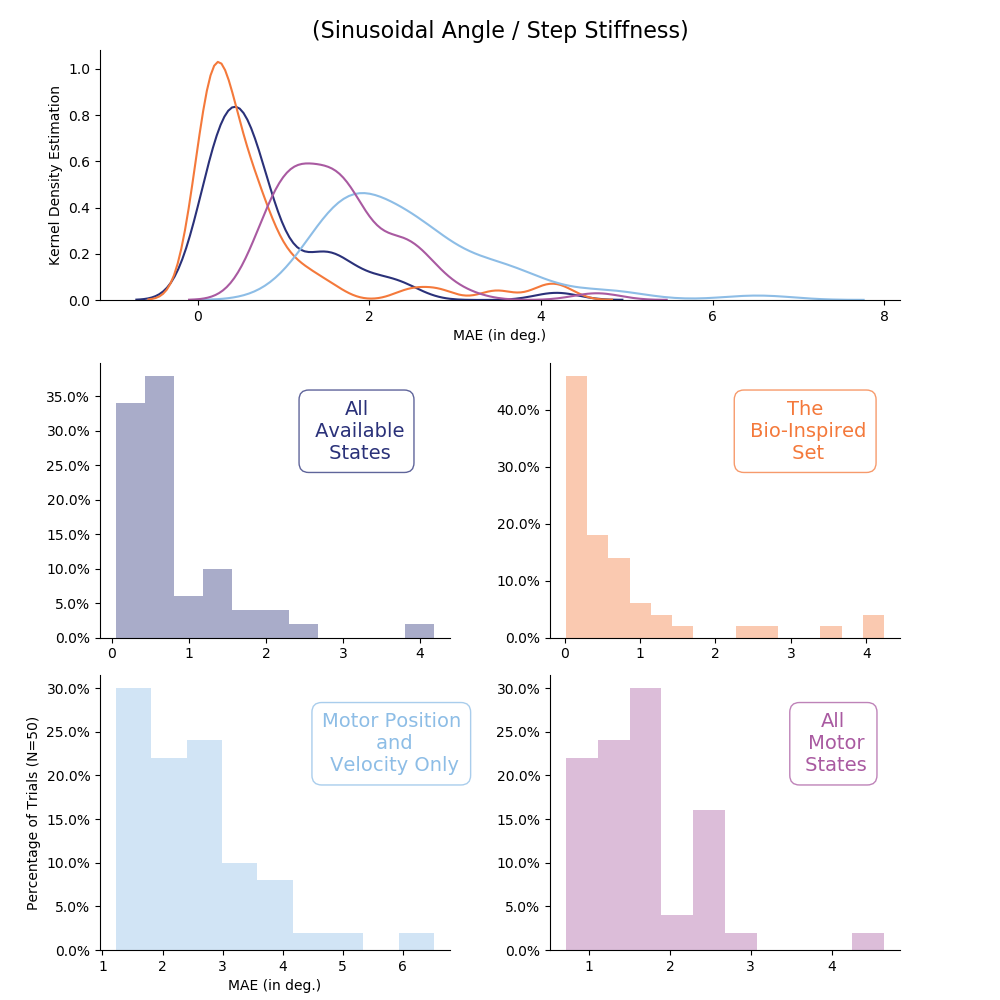 (Sinusoidal Angle / Step Stiffness)
Kernel Density Estimation
1.0
0.8
0.6
0.4
0.2
0.0
0 2 4 6 8
MAE (in deg.)
35.0%
30.0%
25.0%
20.0%
15.0%
10.0%
5.0%
0.0%
0 1 2 3 4
All
Available
States
40.0%
30.0%
20.0%
10.0%
0.0%
0 1 2 3 4
The
Bio-Inspired
Set
Percentage of Trials (N=50)
30.0%
25.0%
20.0%
15.0%
10.0%
5.0%
0.0%
1 2 3 4 5 6
MAE (in deg.)
Motor Position
and
Velocity Only
30.0%
25.0%
20.0%
15.0%
10.0%
5.0%
0.0%
1 2 3 4
All
Motor
States